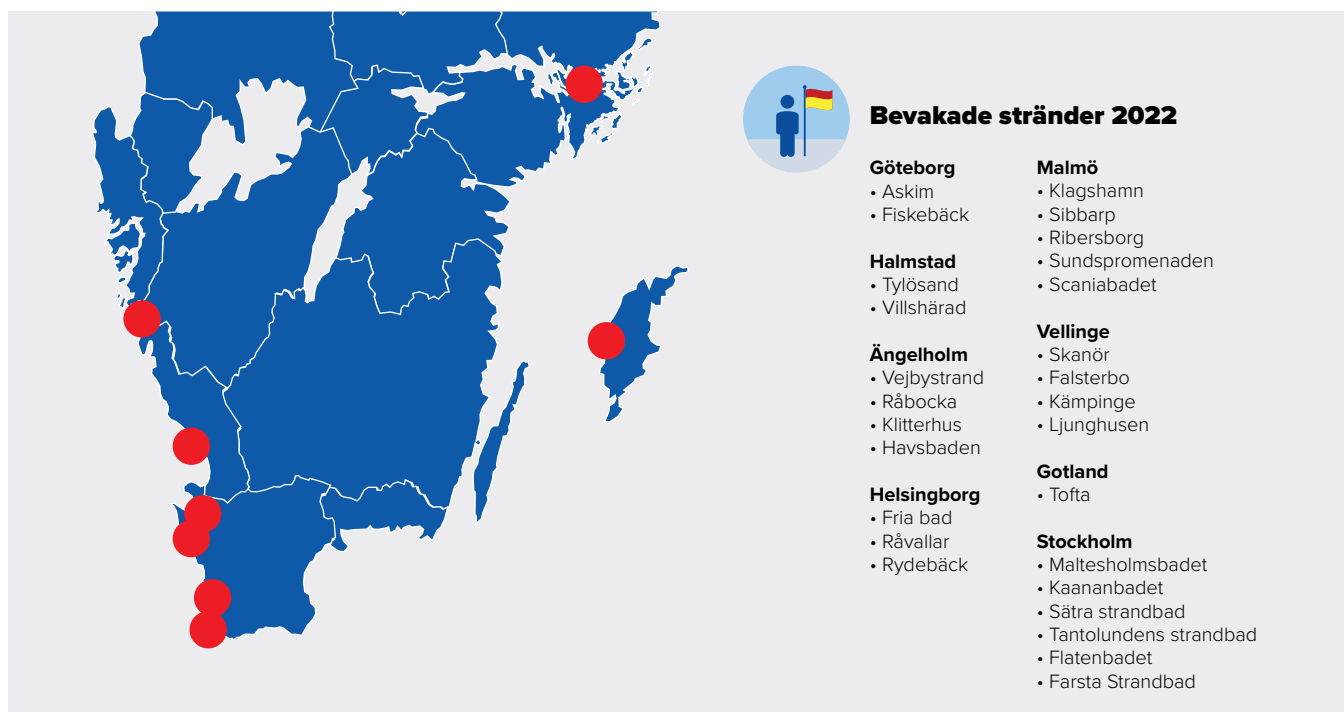 Bevakade stränder 2022
Göteborg
• Askim
• Fiskebäck
Halmstad
• Tylösand
• Villshärad
Ängelholm
• Vejbystrand
• Råbocka
• Klitterhus
• Havsbaden
Helsingborg
• Fria bad
• Råvallar
• Rydebäck
Malmö
• Klagshamn
• Sibbarp
• Ribersborg
• Sundspromenaden
• Scaniabadet
Vellinge
• Skanör
• Falsterbo
• Kämpinge
• Ljunghusen
Gotland
• Tofta
Stockholm
• Maltesholmsbadet
• Kaananbadet
• Sätra strandbad
• Tantolundens strandbad
• Flatenbadet
• Farsta Strandbad